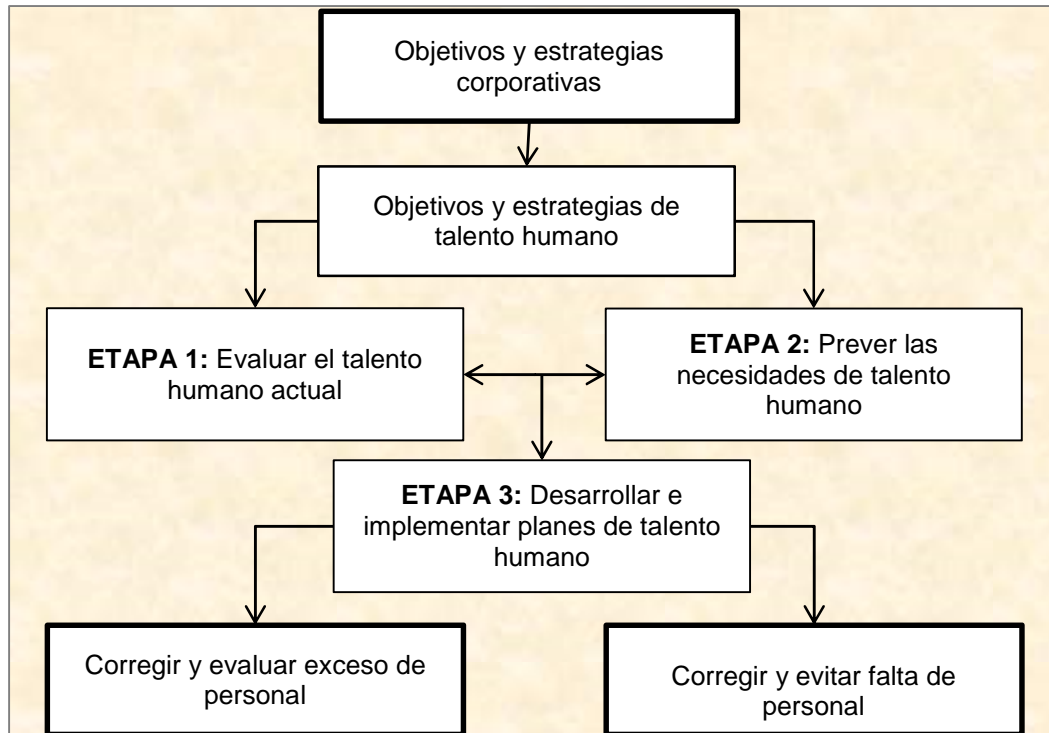 Objetivos y estrategias
corporativas
Objetivos y estrategias de
talento humano
ETAPA 1: Evaluar el talento
humano actual
ETAPA 2: Prever las
necesidades de talento
humano
ETAPA 3: Desarrollar e
implementar planes de talento
humano
Corregir y evaluar exceso de
personal
Corregir y evitar falta de
personal